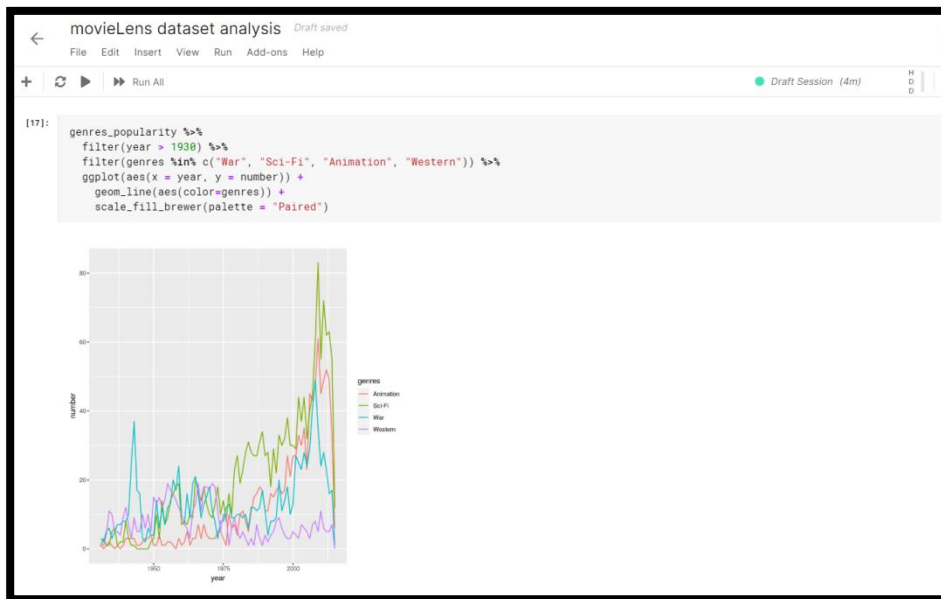 movieLens dataset analysis Draft saved
File Edit Insert View Run Add-ons Help
Run All
Draft Session (4m)
H
D
D
[17]:
genres_popularity %>%
filter(year > 1930) %>%
filter(genres %in% c("War", "Sci-Fi", "Animation", "Western")) %>%
ggplot(aes(x = year, y = number)) +
geom_line(aes(color=genres)) +
scale_fill_brewer(palette = "Paired")
80
60
40
20
0
number
1950 1975 2000
year
genres
Animation
Sci-Fi
War
Western